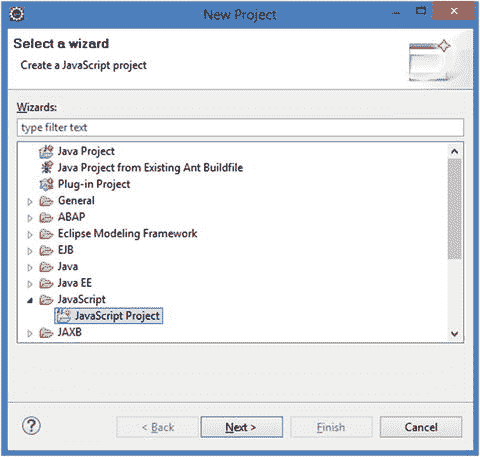 New Project
Select a wizard
Create a JavaScript project
Wizards:
type filter text
Java Project
Java Project from Existing Ant Buildfile
Plug-in Project
General
ABAP
Eclipse Modeling Framework
EJB
Java
Java EE
JavaScript
JavaScript Project
JAXB
?
< Back
Next >
Finish
Cancel